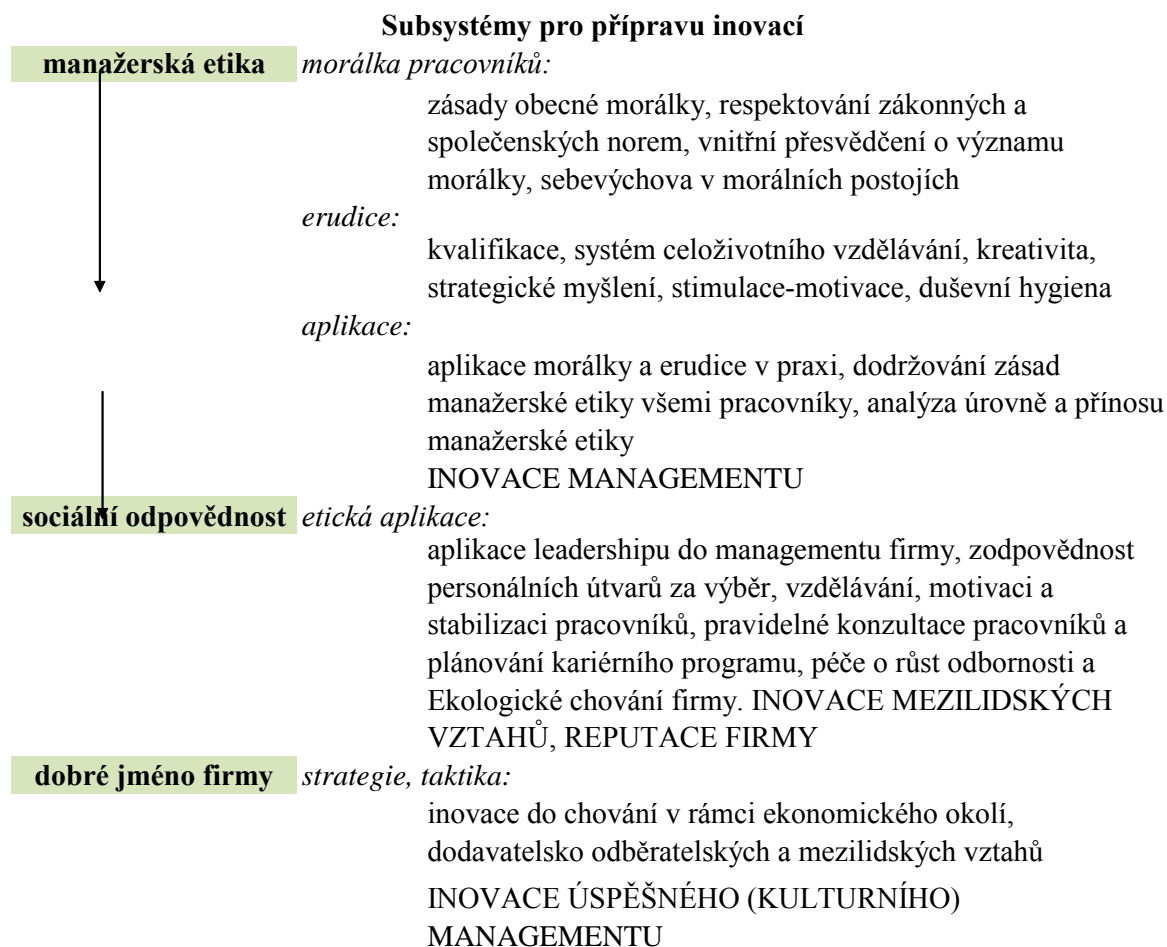 Subsystémy pro přípravu inovací
manažerská etika morálka pracovníků:
zásady obecné morálky, respektování zákonných a
společenských norem, vnitřní přesvědčení o významu
morálky, sebevýchova v morálních postojích
erudice:
kvalifikace, systém celoživotního vzdělávání, kreativita,
strategické myšlení, stimulace-motivace, duševní hygiena
aplikace:
aplikace morálky a erudice v praxi, dodržování zásad
manažerské etiky všemi pracovníky, analýza úrovně a přínosu
manažerské etiky
INOVACE MANAGEMENTU
sociální odpovědnost etická aplikace:
aplikace leadershipu do managementu firmy, zodpovědnost
personálních útvarů za výběr, vzdělávání, motivaci a
stabilizaci pracovníků, pravidelné konzultace pracovníků a
plánování kariérního programu, péče o růst odbornosti a
Ekologické chování firmy. INOVACE MEZILIDSKÝCH
VZTAHŮ, REPUTACE FIRMY
dobré jméno firmy strategie, taktika:
inovace do chování v rámci ekonomického okolí,
dodavatelsko odběratelských a mezilidských vztahů
INOVACE ÚSPĚŠNÉHO (KULTURNÍHO)
MANAGEMENTU